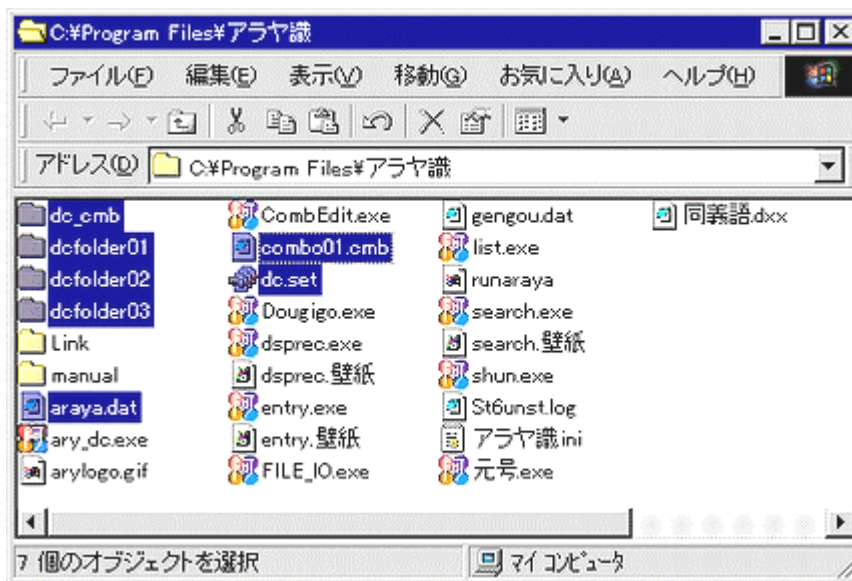 C:¥Program Files¥アラヤ識
ファイル(F) 編集(E) 表示(V) 移動(G) お気に入り(A) ヘルプ(H)
アドレス(D) C:¥Program Files¥アラヤ識
dc_cmb CombEdit.exe gengou.dat 同義語.dxx
dcfolder01 combo01.cmb list.exe
dcfolder02 dc.set runaraya
dcfolder03 Dougigo.exe search.exe
Link dsprec.exe search.壁紙
manual dsprec.壁紙 shun.exe
araya.dat entry.exe St6unst.log
ary_dc.exe entry.壁紙 アラヤ識.ini
arylogo.gif FILE_IO.exe 元号.exe
7 個のオブジェクトを選択 マイ コンピュータ